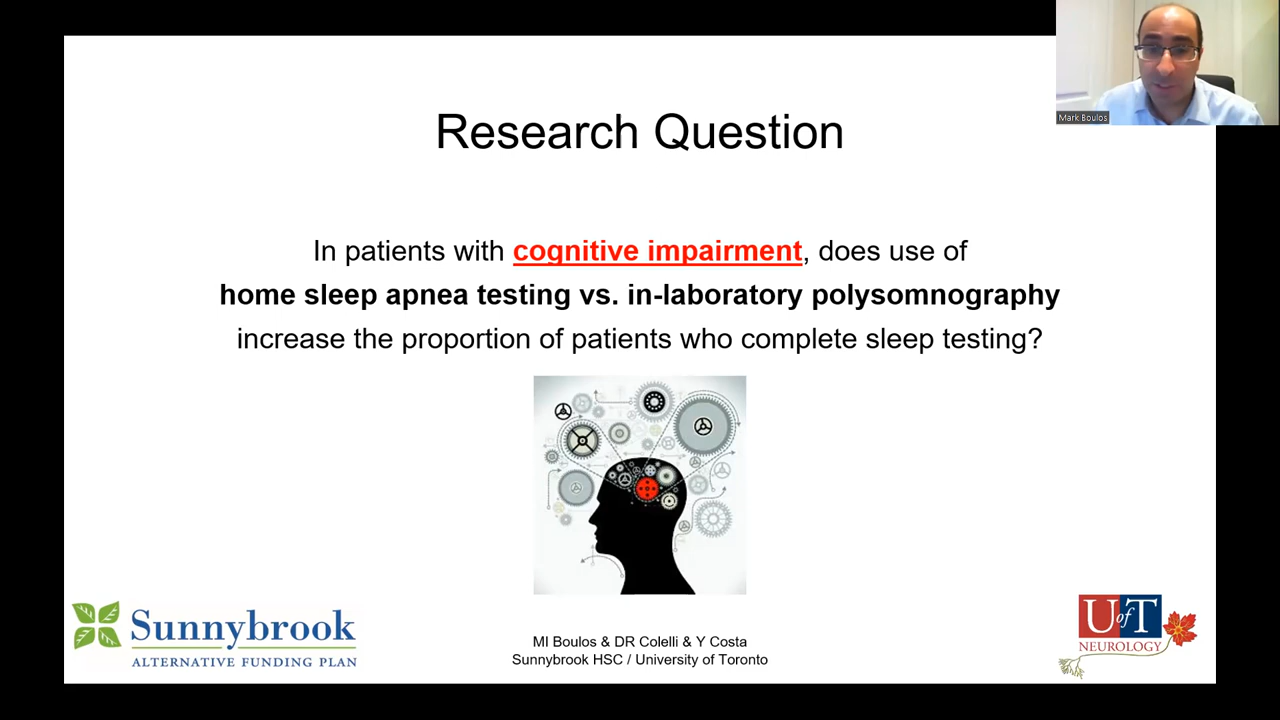 Mark Boulos
Research Question
In patients with cognitive impairment, does use of
home sleep apnea testing vs. in-laboratory polysomnography
increase the proportion of patients who complete sleep testing?
Sunnybrook
ALTERNATIVE FUNDING PLAN
MI Boulos & DR Colelli & Y Costa
Sunnybrook HSC / University of Toronto
UofT
NEUROLOGY